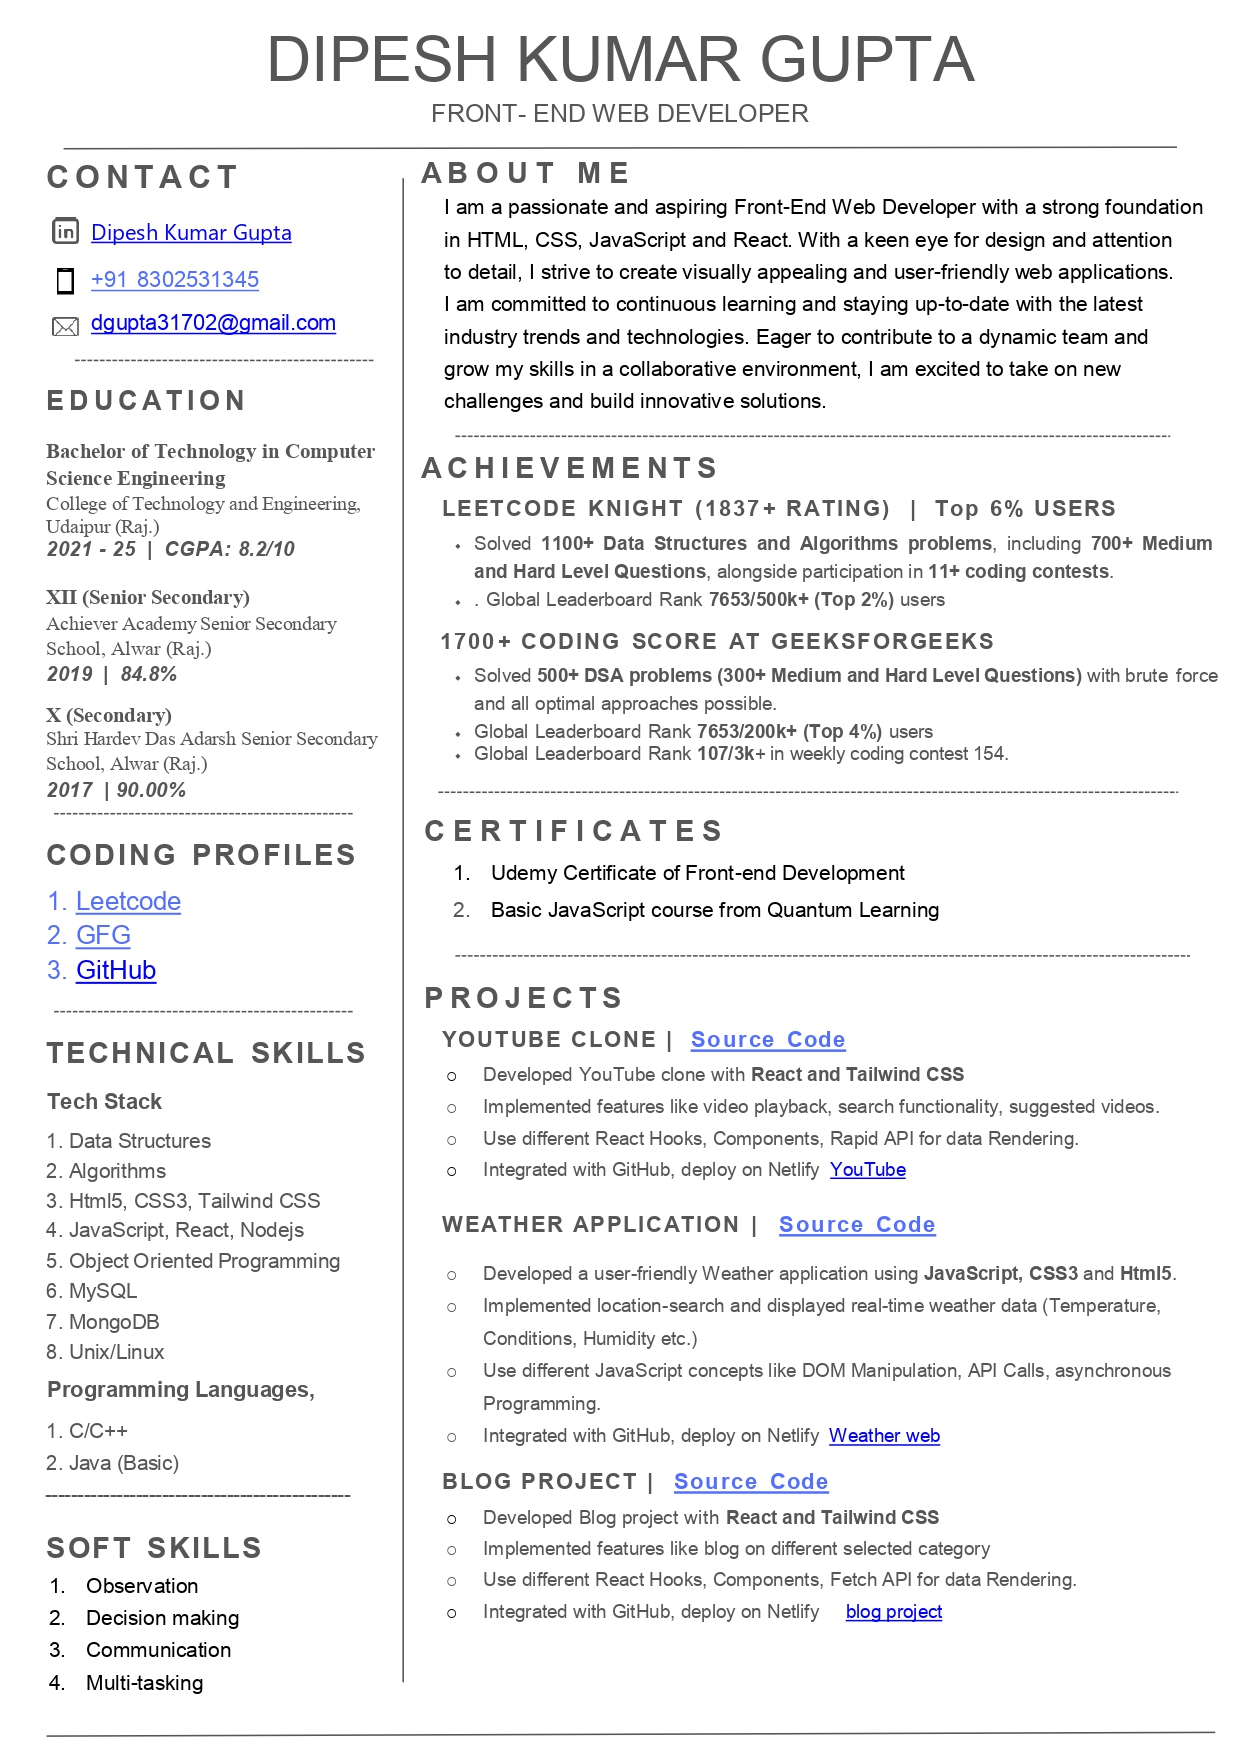 DIPESH KUMAR GUPTA
FRONT- END WEB DEVELOPER
CONTACT
Dipesh Kumar Gupta
+91 8302531345
dgupta31702@gmail.com
--------------------------------------------------
EDUCATION
Bachelor of Technology in Computer
Science Engineering
College of Technology and Engineering,
Udaipur (Raj.)
2021 - 25 | CGPA: 8.2/10
XII (Senior Secondary)
Achiever Academy Senior Secondary
School, Alwar (Raj.)
2019 | 84.8%
X (Secondary)
Shri Hardev Das Adarsh Senior Secondary
School, Alwar (Raj.)
2017 | 90.00%
--------------------------------------------------
CODING PROFILES
1. Leetcode
2. GFG
3. GitHub
--------------------------------------------------
TECHNICAL SKILLS
Tech Stack
1. Data Structures
2. Algorithms
3. Html5, CSS3, Tailwind CSS
4. JavaScript, React, Nodejs
5. Object Oriented Programming
6. MySQL
7. MongoDB
8. Unix/Linux
Programming Languages,
1. C/C++
2. Java (Basic)
--------------------------------------------------
SOFT SKILLS
1. Observation
2. Decision making
3. Communication
4. Multi-tasking
ABOUT ME
I am a passionate and aspiring Front-End Web Developer with a strong foundation
in HTML, CSS, JavaScript and React. With a keen eye for design and attention
to detail, I strive to create visually appealing and user-friendly web applications.
I am committed to continuous learning and staying up-to-date with the latest
industry trends and technologies. Eager to contribute to a dynamic team and
grow my skills in a collaborative environment, I am excited to take on new
challenges and build innovative solutions.
--------------------------------------------------
ACHIEVEMENTS
LEETCODE KNIGHT (1837+ RATING) | Top 6% USERS
• Solved 1100+ Data Structures and Algorithms problems, including 700+ Medium
and Hard Level Questions, alongside participation in 11+ coding contests.
• . Global Leaderboard Rank 7653/500k+ (Top 2%) users
1700+ CODING SCORE AT GEEKSFORGEEKS
• Solved 500+ DSA problems (300+ Medium and Hard Level Questions) with brute force
and all optimal approaches possible.
• Global Leaderboard Rank 7653/200k+ (Top 4%) users
• Global Leaderboard Rank 107/3k+ in weekly coding contest 154.
--------------------------------------------------
CERTIFICATES
1. Udemy Certificate of Front-end Development
2. Basic JavaScript course from Quantum Learning
--------------------------------------------------
PROJECTS
YOUTUBE CLONE | Source Code
○ Developed YouTube clone with React and Tailwind CSS
○ Implemented features like video playback, search functionality, suggested videos.
○ Use different React Hooks, Components, Rapid API for data Rendering.
○ Integrated with GitHub, deploy on Netlify YouTube
WEATHER APPLICATION | Source Code
○ Developed a user-friendly Weather application using JavaScript, CSS3 and Html5.
○ Implemented location-search and displayed real-time weather data (Temperature,
Conditions, Humidity etc.)
○ Use different JavaScript concepts like DOM Manipulation, API Calls, asynchronous
Programming.
○ Integrated with GitHub, deploy on Netlify Weather web
BLOG PROJECT | Source Code
○ Developed Blog project with React and Tailwind CSS
○ Implemented features like blog on different selected category
○ Use different React Hooks, Components, Fetch API for data Rendering.
○ Integrated with GitHub, deploy on Netlify blog project